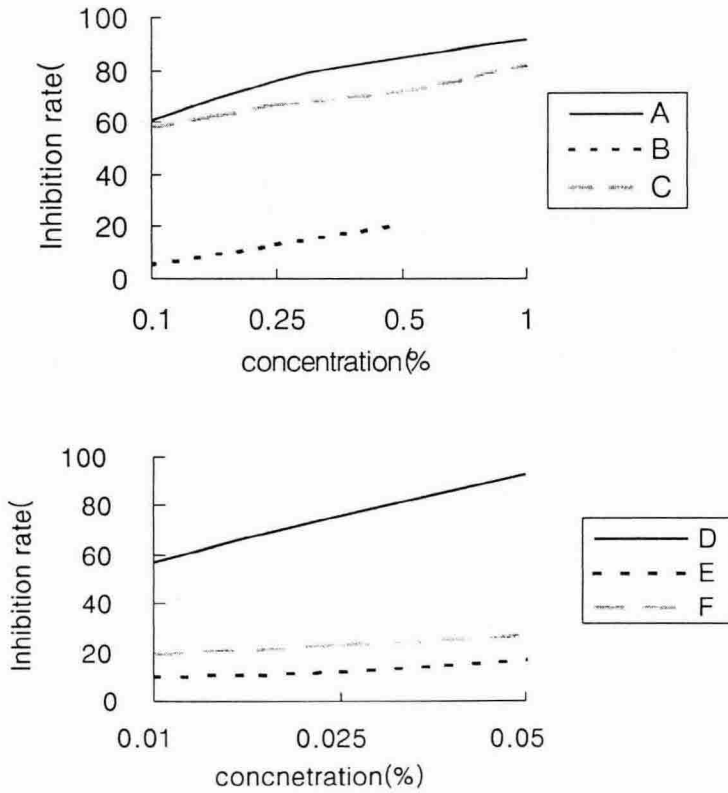 100
80
60
40
20
0
Inhibition rate(
0.1 0.25 0.5 1
concentration(%
A
B
C
100
80
60
40
20
0
Inhibition rate(
0.01 0.025 0.05
concnetration(%)
D
E
F